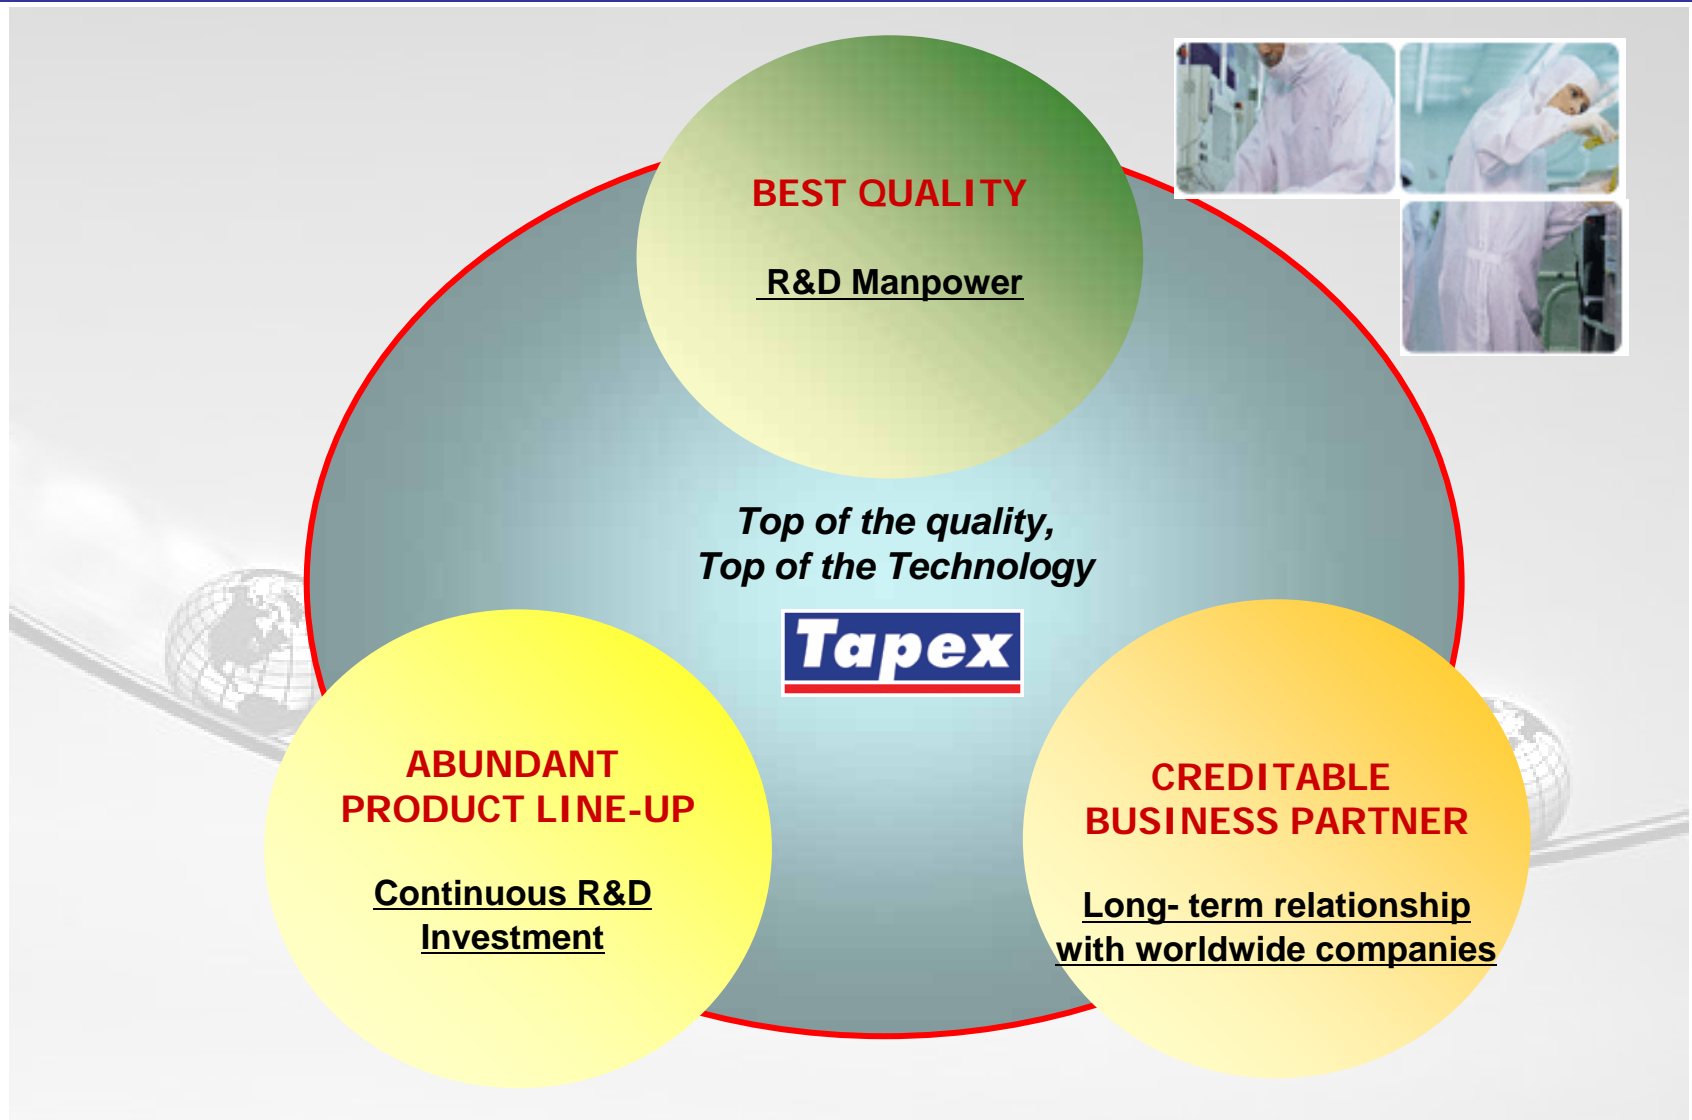 BEST QUALITY
R&D Manpower
Top of the quality,
Top of the Technology
Tapex
ABUNDANT
PRODUCT LINE-UP
Continuous R&D
Investment
CREDITABLE
BUSINESS PARTNER
Long- term relationship
with worldwide companies